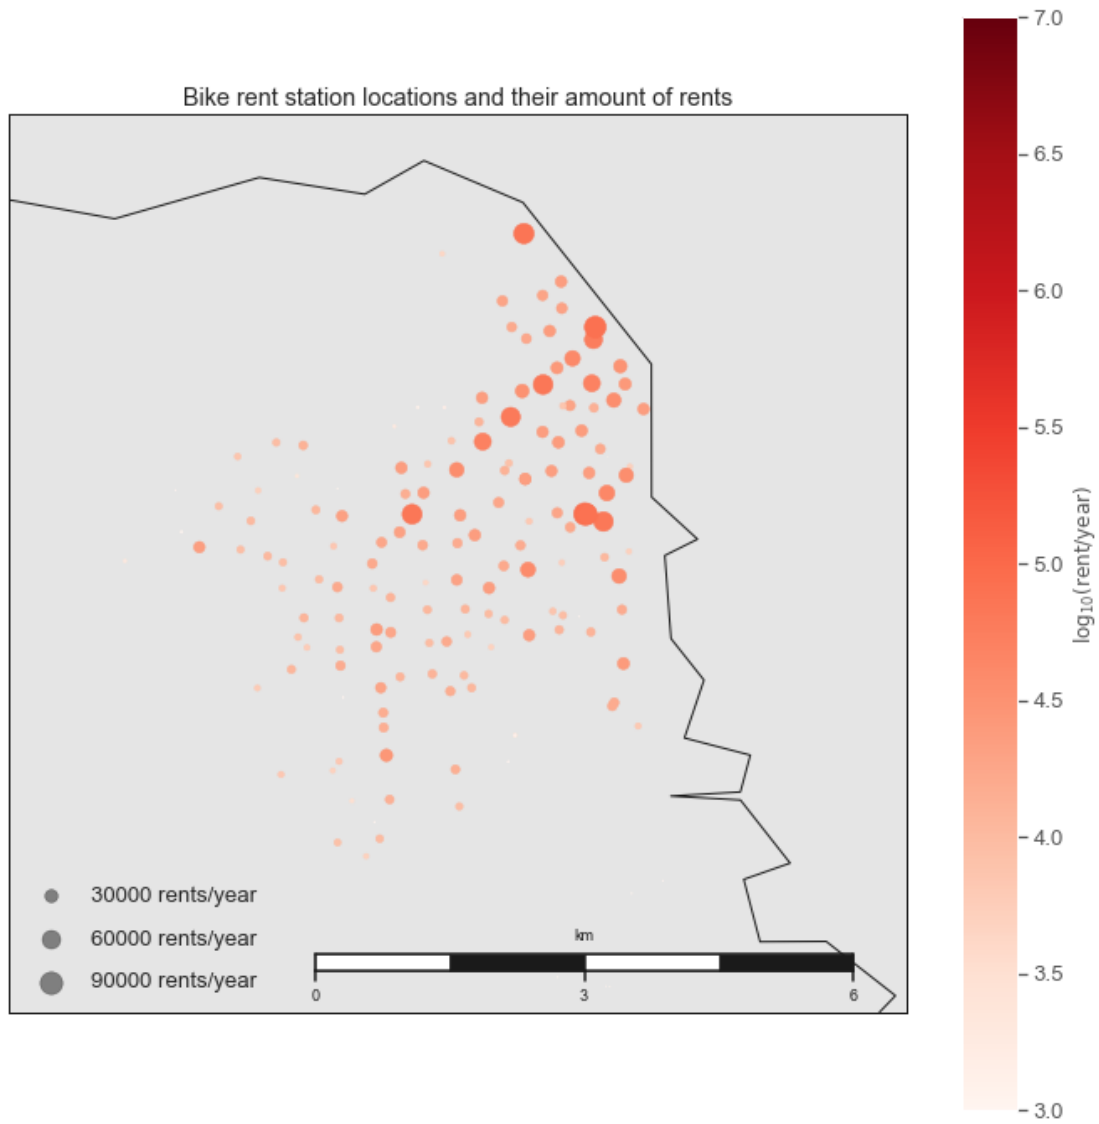 Bike rent station locations and their amount of rents
30000 rents/year
60000 rents/year
90000 rents/year
km
0 3 6
7.0
6.5
6.0
5.5
5.0
4.5
4.0
3.5
3.0
log₁₀(rent/year)